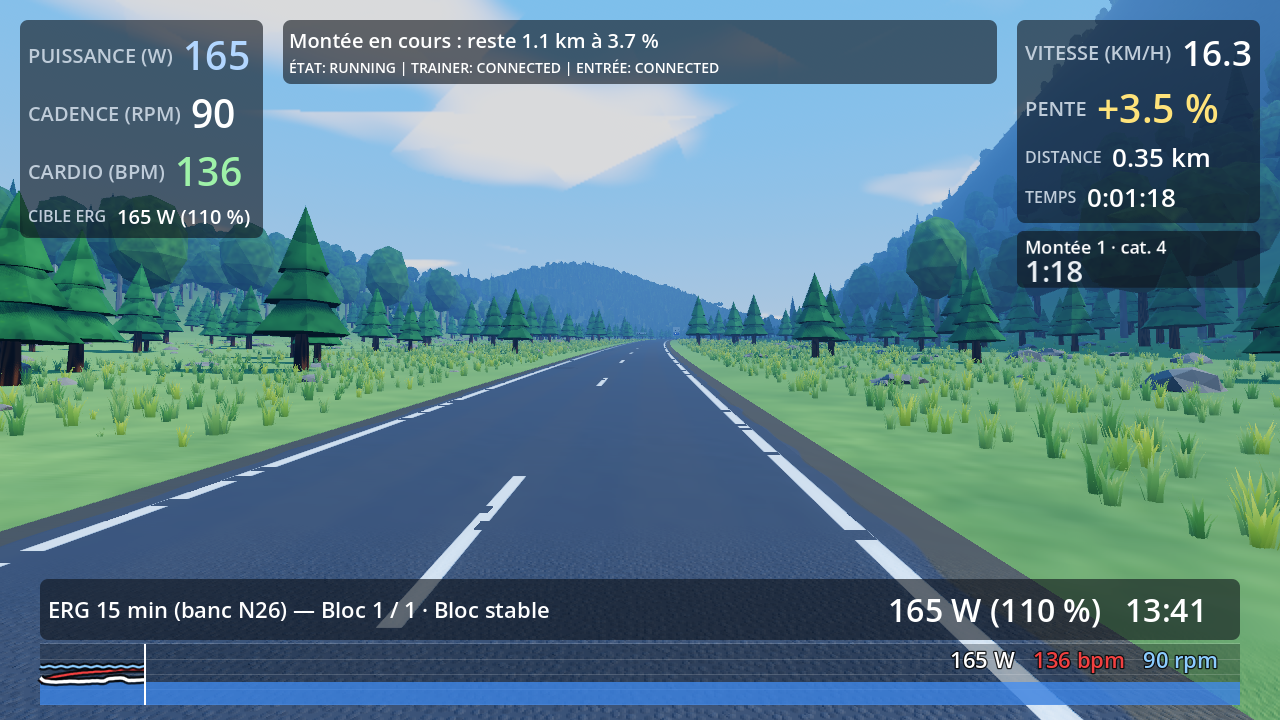 PUISSANCE (W) 165
CADENCE (RPM) 90
CARDIO (BPM) 136
CIBLE ERG 165 W (110 %)
Montée en cours : reste 1.1 km à 3.7 %
ÉTAT: RUNNING | TRAINER: CONNECTED | ENTRÉE: CONNECTED
VITESSE (KM/H) 16.3
PENTE +3.5 %
DISTANCE 0.35 km
TEMPS 0:01:18
Montée 1 · cat. 4
1:18
ERG 15 min (banc N26) — Bloc 1 / 1 · Bloc stable 165 W (110 %) 13:41
165 W 136 bpm 90 rpm